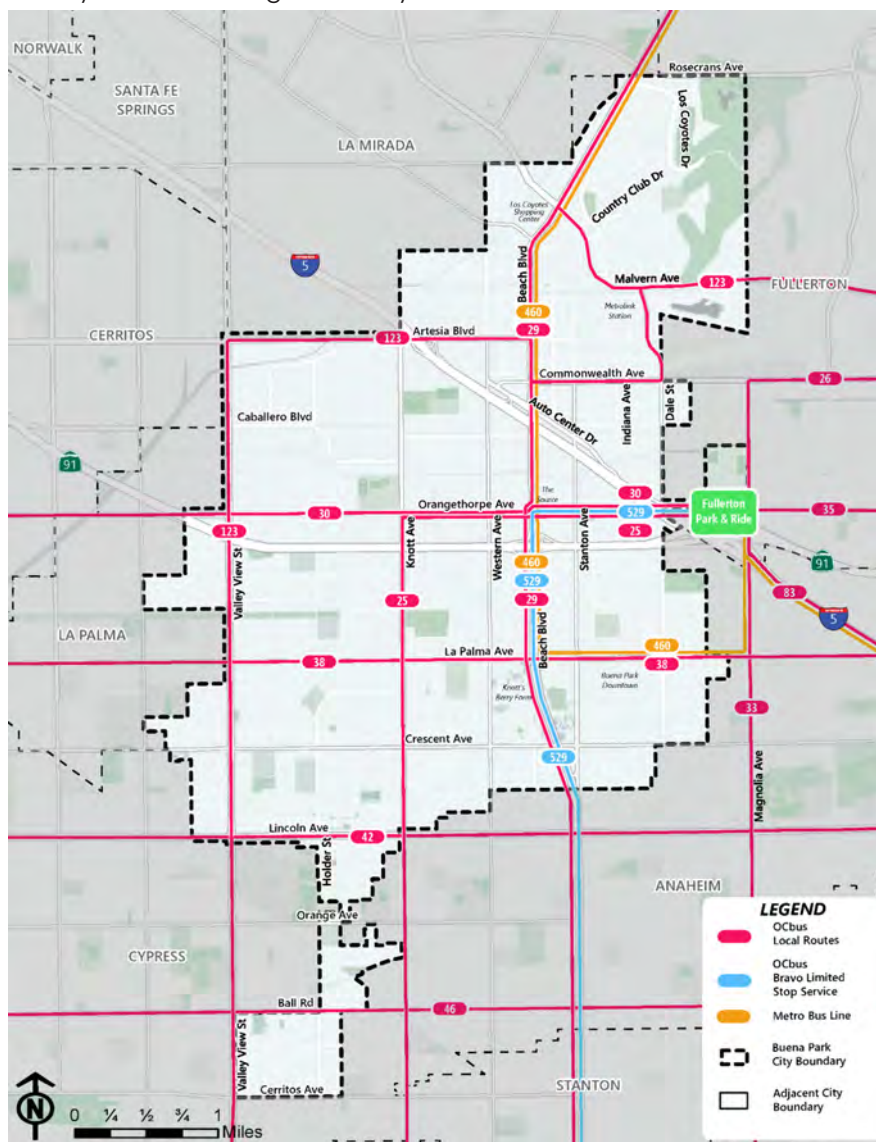 NORWALK
Rosecrans Ave
SANTA FE
SPRINGS
Los Coyotes Dr
LA MIRADA
Country Club Dr
Los Coyotes
Shopping
Center
5
Beach Blvd
Malvern Ave
123
FULLERTON
460
Metrolink
Station
29
CERRITOS
123
Artesia Blvd
Commonwealth Ave
26
Caballero Blvd
Auto Center Dr
Indiana Ave
Dale St
91
The
Source
30
Orangethorpe Ave
30
529
25
Fullerton
Park & Ride
35
123
Knott Ave
Western Ave
Stanton Ave
91
460
529
29
83
5
Valley View St
25
Beach Blvd
LA PALMA
La Palma Ave
460
38
38
Knott's
Berry Farm
Buena Park
Downtown
33
Crescent Ave
529
Magnolia Ave
Lincoln Ave
42
Holder St
ANAHEIM
Orange Ave
CYPRESS
Ball Rd
46
Valley View St
Cerritos Ave
STANTON
LEGEND
OCbus
Local Routes
OCbus
Bravo Limited
Stop Service
Metro Bus Line
Buena Park
City Boundary
Adjacent City
Boundary
N
0 ¼ ½ ¾ 1
Miles